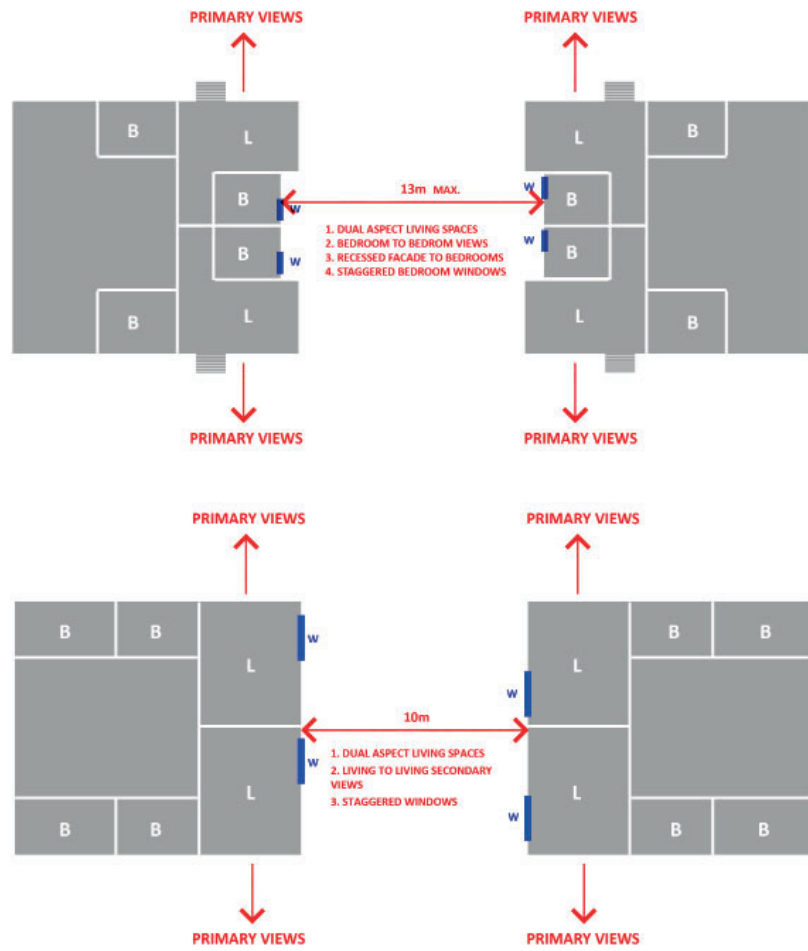 PRIMARY VIEWS
PRIMARY VIEWS
B
L
L
B
13m MAX.
B
W
W
B
1. DUAL ASPECT LIVING SPACES
2. BEDROOM TO BEDROM VIEWS
3. RECESSED FACADE TO BEDROOMS
4. STAGGERED BEDROOM WINDOWS
B
W
W
B
B
L
L
B
PRIMARY VIEWS
PRIMARY VIEWS
PRIMARY VIEWS
PRIMARY VIEWS
B
B
W
L
L
B
B
W
10m
1. DUAL ASPECT LIVING SPACES
2. LIVING TO LIVING SECONDARY
VIEWS
3. STAGGERED WINDOWS
W
L
L
W
B
B
B
B
PRIMARY VIEWS
PRIMARY VIEWS